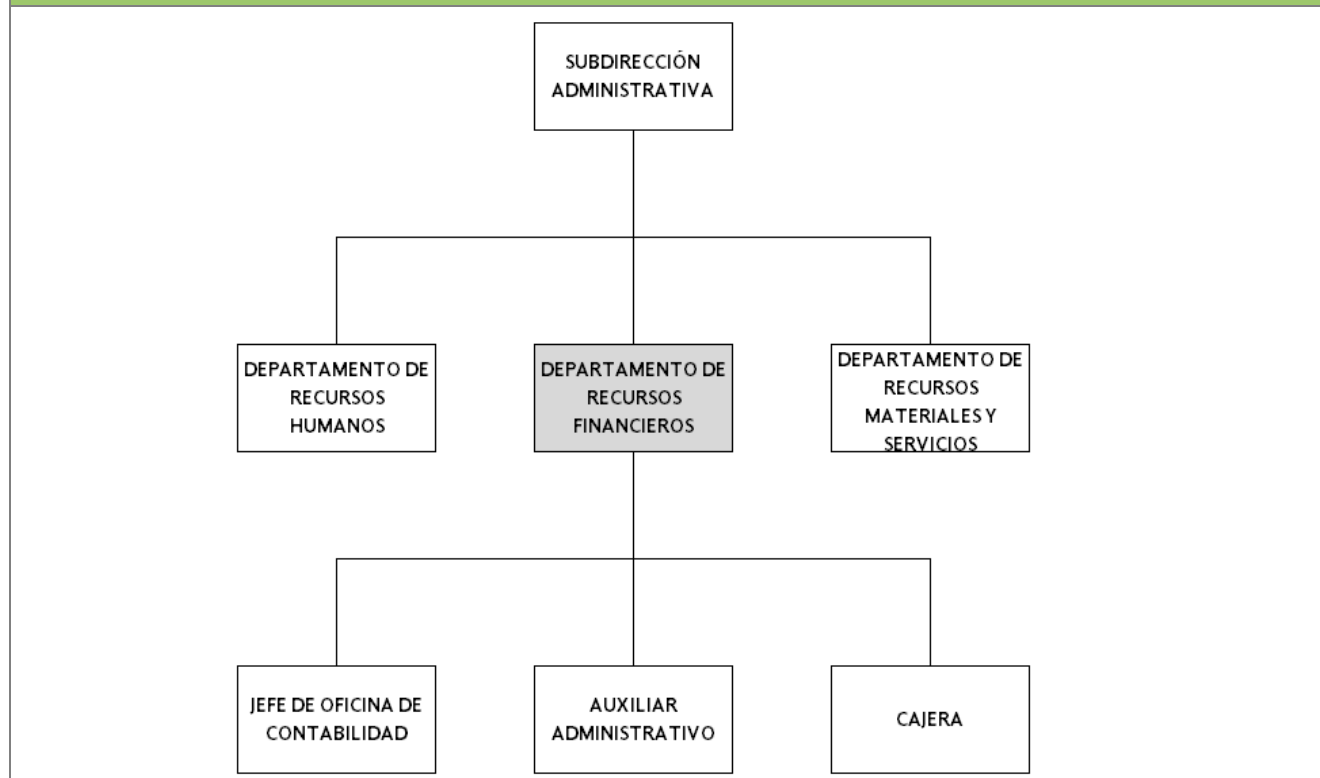 SUBDIRECCIÓN
ADMINISTRATIVA
DEPARTAMENTO DE
RECURSOS
HUMANOS
DEPARTAMENTO DE
RECURSOS
FINANCIEROS
DEPARTAMENTO DE
RECURSOS
MATERIALES Y
SERVICIOS
JEFE DE OFICINA DE
CONTABILIDAD
AUXILIAR
ADMINISTRATIVO
CAJERA